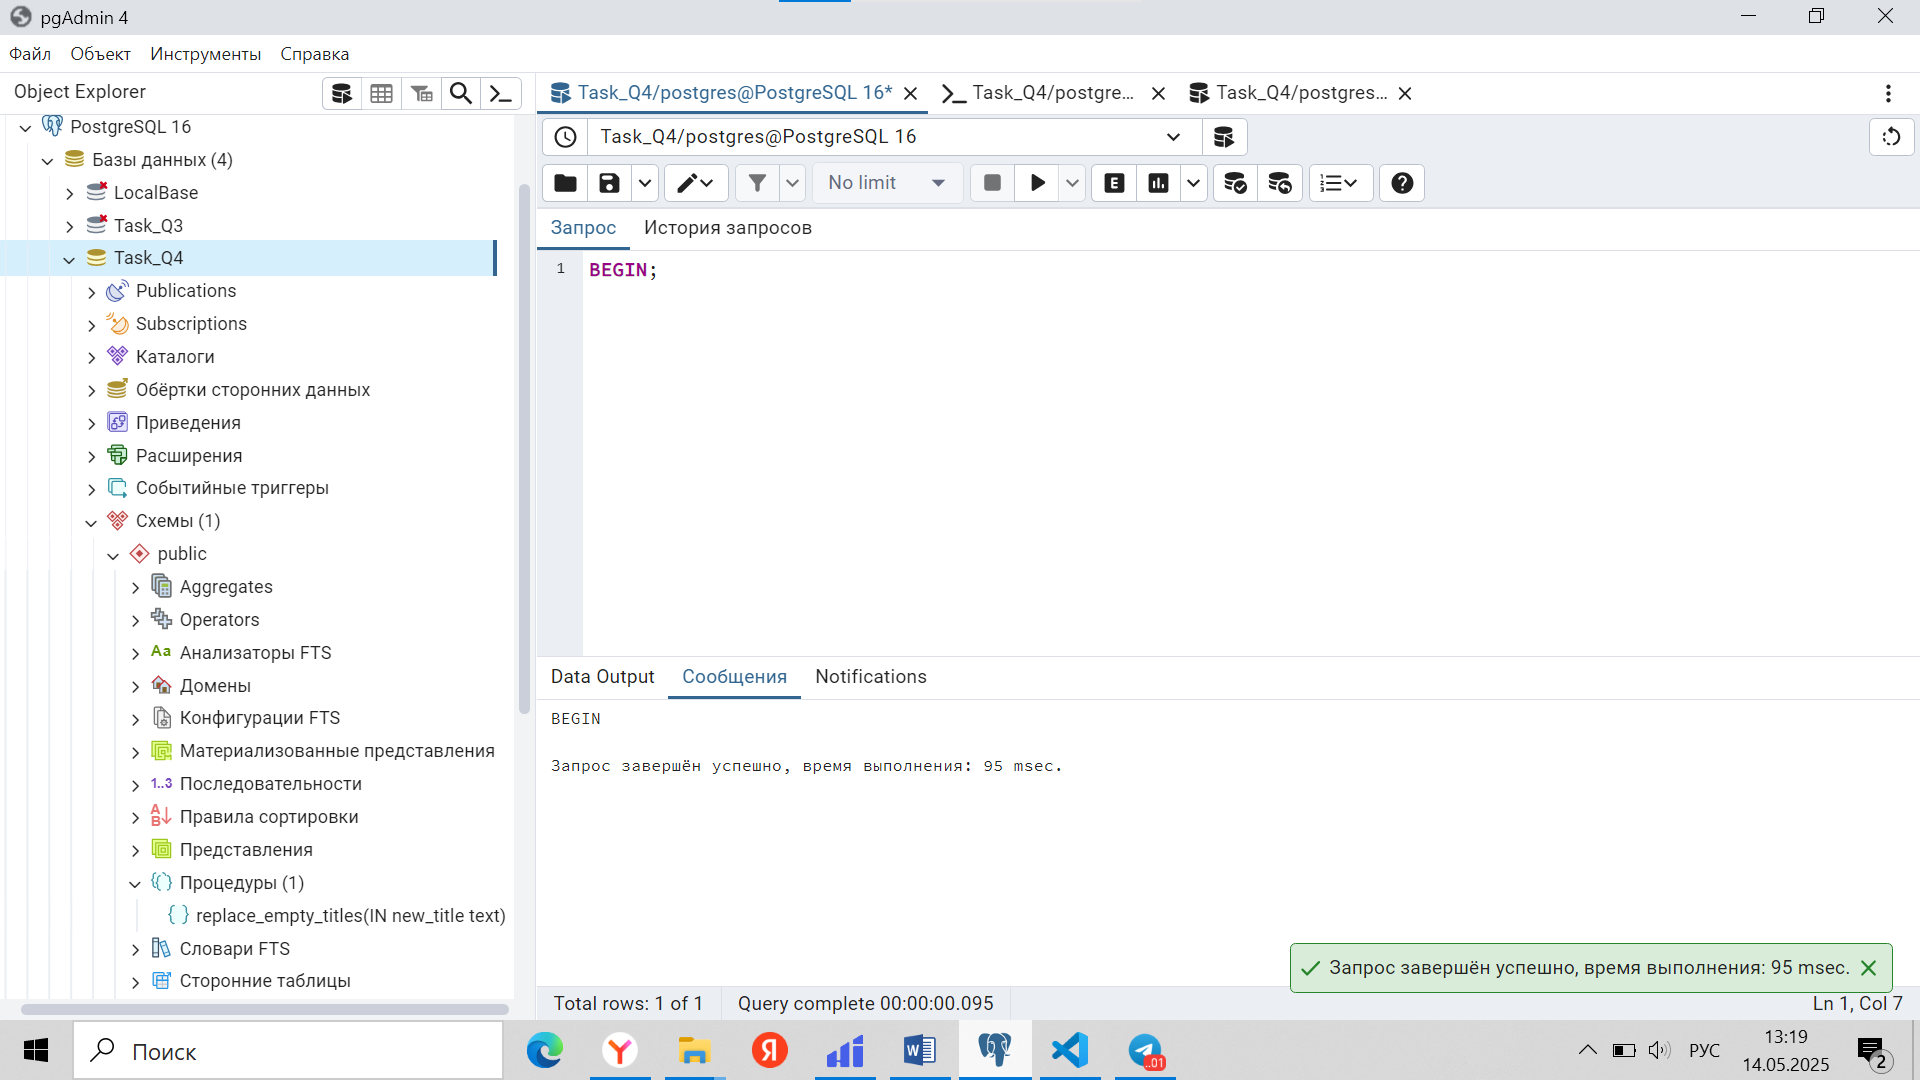 pgAdmin 4
Файл Объект Инструменты Справка
Object Explorer
PostgreSQL 16
Базы данных (4)
LocalBase
Task_Q3
Task_Q4
Publications
Subscriptions
Каталоги
Обёртки сторонних данных
Приведения
Расширения
Событийные триггеры
Схемы (1)
public
Aggregates
Operators
Aa Анализаторы FTS
Домены
Конфигурации FTS
Материализованные представления
1..3 Последовательности
Правила сортировки
Представления
Процедуры (1)
replace_empty_titles(IN new_title text)
Словари FTS
Сторонние таблицы
Task_Q4/postgres@PostgreSQL 16* Task_Q4/postgre... Task_Q4/postgres...
Task_Q4/postgres@PostgreSQL 16
No limit E
Запрос История запросов
1 BEGIN;
Data Output Сообщения Notifications
BEGIN
Запрос завершён успешно, время выполнения: 95 msec.
Запрос завершён успешно, время выполнения: 95 msec.
Total rows: 1 of 1 Query complete 00:00:00.095 Ln 1, Col 7
Поиск
РУС
13:19
14.05.2025
2
..01